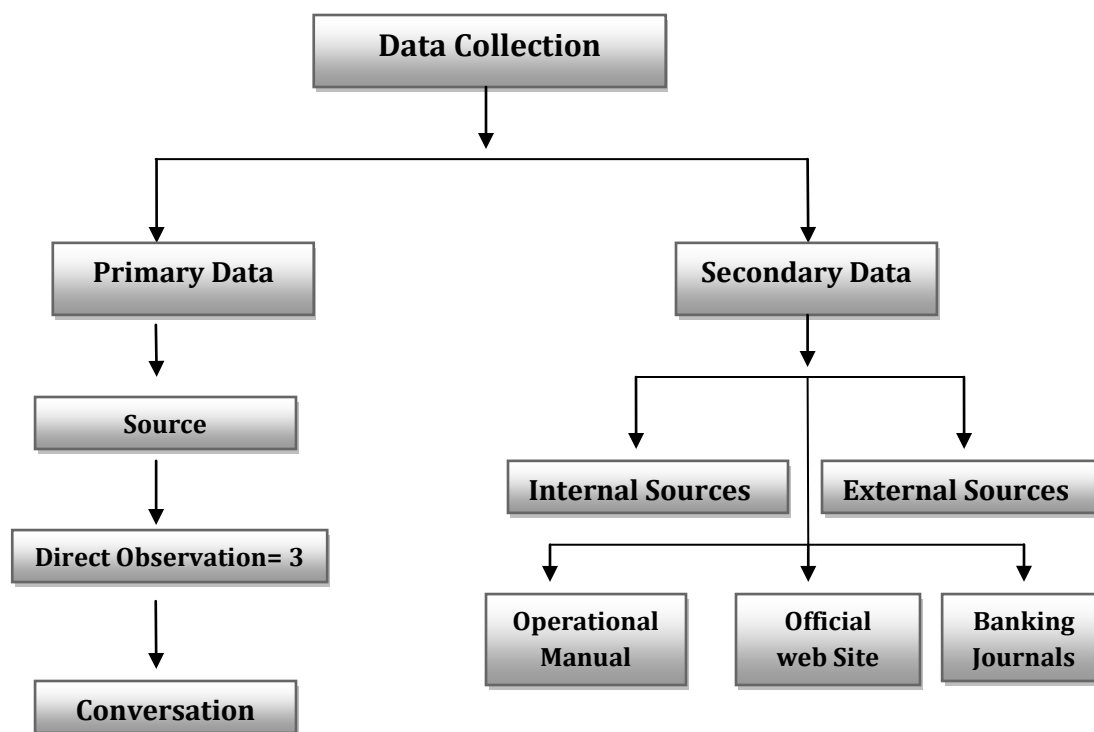 Data Collection
Primary Data
Secondary Data
Source
Internal Sources
External Sources
Direct Observation= 3
Operational
Manual
Official
web Site
Banking
Journals
Conversation